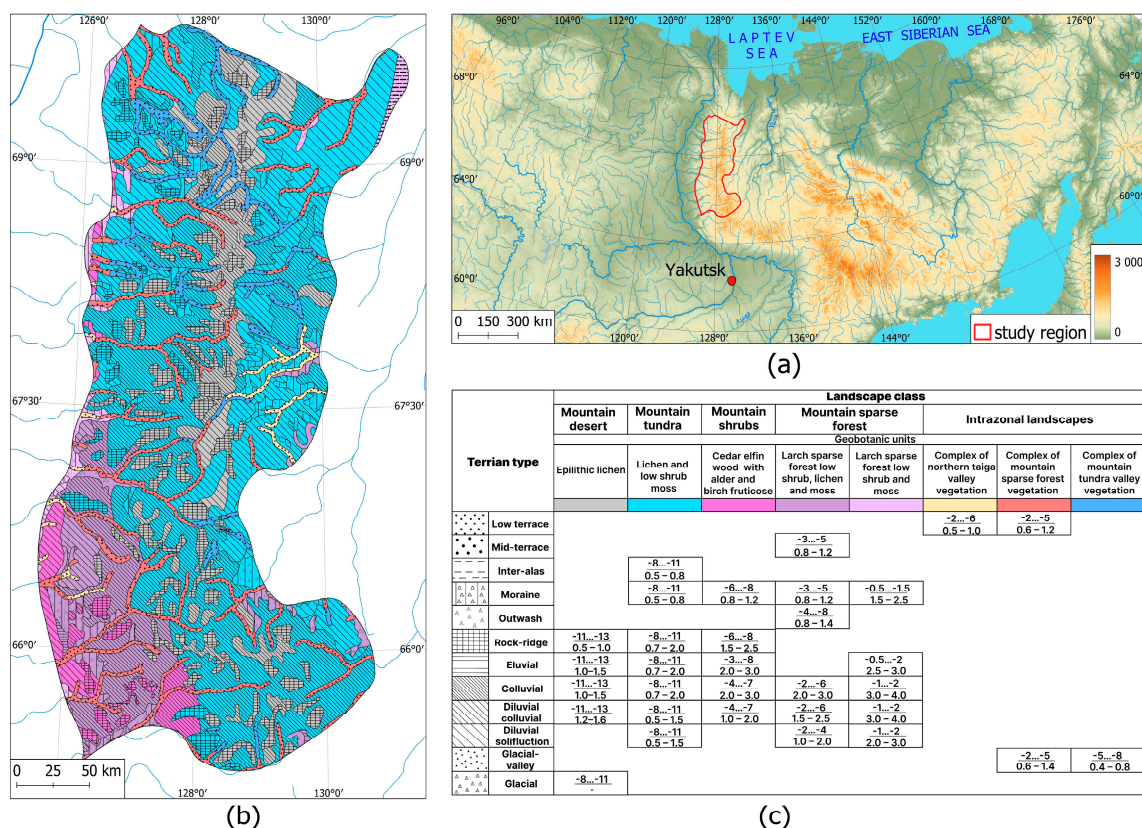 128°0'
130°0'
126°0'
69°0'
69°0'
67°30'
67°30'
66°0'
66°0'
0 25 50 km
128°0'
130°0'
(b)
96°0' 104°0' 112°0' 120°0' 128°0' 136°0' 144°0' 152°0' 160°0' 168°0' 176°0'
LAPTEV
SEA
EAST SIBERIAN SEA
68°0'
64°0'
64°0'
60°0'
60°0'
Yakutsk
3 000
0
0 150 300 km
study region
120°0' 128°0' 136°0' 144°0'
(a)
Landscape class
Terrian type
Mountain desert
Mountain tundra
Mountain shrubs
Mountain sparse forest
Intrazonal landscapes
Geobotanic units
Epilithic lichen
Lichen and low shrub moss
Cedar elfin wood with alder and birch fruticose
Larch sparse forest low shrub, lichen and moss
Larch sparse forest low shrub and moss
Complex of northern taiga valley vegetation
Complex of mountain sparse forest vegetation
Complex of mountain tundra valley vegetation
Low terrace -2...-6 -2...-5
0.5 – 1.0 0.6 - 1.2
Mid-terrace -3...-5
0.8 – 1.2
Inter-alas -8...-11
0.5 – 0.8
Moraine -8...-11 -6...-8 -3...-5 -0.5...-1.5
0.5 – 0.8 0.8 – 1.2 0.8 – 1.2 1.5 – 2.5
Outwash -4...-8
0.8 – 1.4
Rock-ridge -11...-13 -8...-11 -6...-8
0.5 – 1.0 0.7 – 2.0 1.5 – 2.5
Eluvial -11...-13 -8...-11 -3...-8 -0.5...-2
1.0–1.5 0.7 – 2.0 2.0 – 3.0 2.5 – 3.0
Colluvial -11...-13 -8...-11 -4...-7 -2...-6 -1...-2
1.0–1.5 0.7 – 2.0 2.0 – 3.0 2.0 – 3.0 3.0 – 4.0
Diluvial colluvial -11...-13 -8...-11 -4...-7 -2...-6 -1...-2
1.2–1.6 0.5 – 1.5 1.0 – 2.0 1.5 – 2.5 3.0 – 4.0
Diluvial solifluction -8...-11 -2...-4 -1...-2
0.5 – 1.5 1.0 – 2.0 2.0 – 3.0
Glacial-valley -2...-5 -5...-8
0.6 - 1.4 0.4 – 0.8
Glacial -8...-11
-
(c)